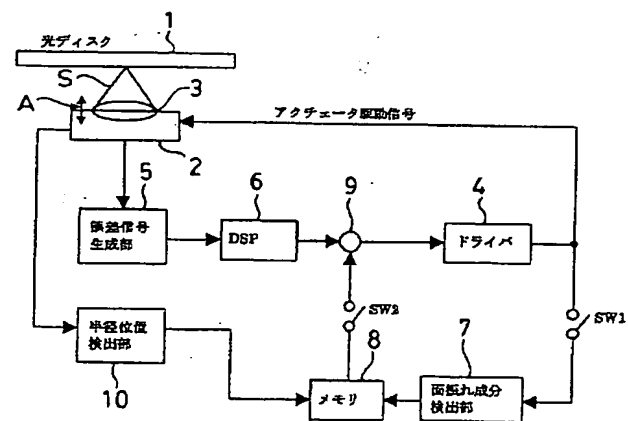 1
光ディスク
S
3
A
アクチェータ駆動信号
2
5
6
9
4
誤差信号
生成部
DSP
ドライバ
SW2
SW1
半径位置
検出部
8
7
10
メモリ
面振れ成分
検出部